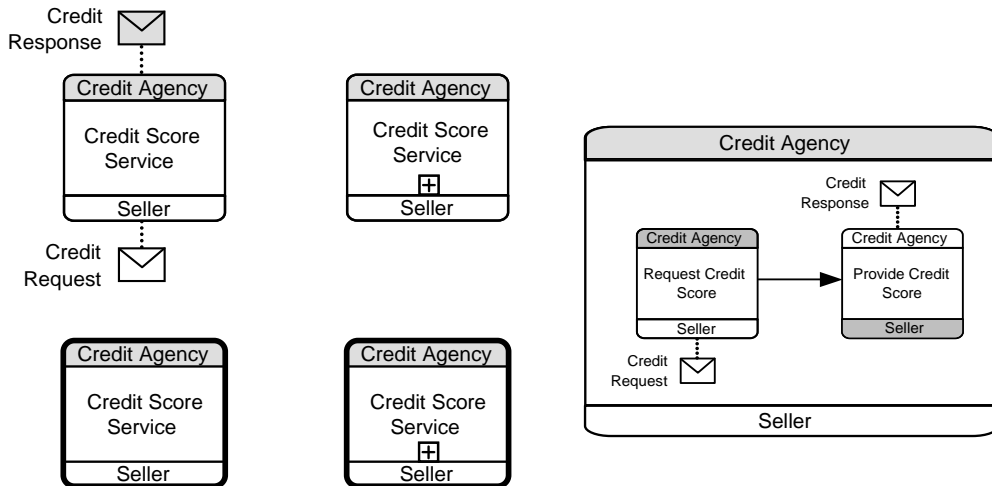 Credit
Response
Credit Agency
Credit Score
Service
Seller
Credit
Request
Credit Agency
Credit Score
Service
Seller
Credit Agency
Credit
Response
Credit Agency
Request Credit
Score
Seller
Credit
Request
Credit Agency
Provide Credit
Score
Seller
Seller
Credit Agency
Credit Score
Service
Seller
Credit Agency
Credit Score
Service
Seller